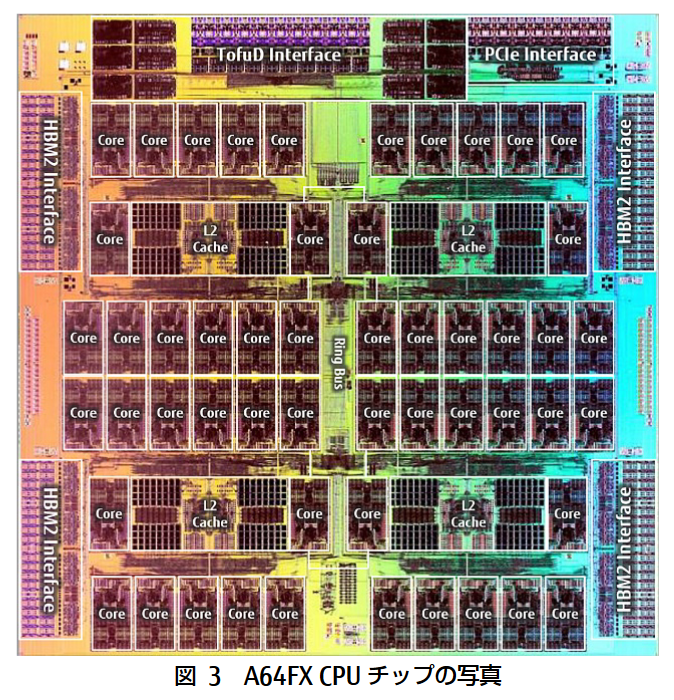 TofuD Interface PCIe Interface
HBM2 Interface
Core Core Core Core Core Core Core Core Core Core
HBM2 Interface
Core L2 Cache Core Core L2 Cache Core
Core Core Core Core Core Core Core Core Core Core Core Core
Ring Bus
Core Core Core Core Core Core Core Core Core Core Core Core
HBM2 Interface
Core L2 Cache Core Core L2 Cache Core
HBM2 Interface
Core Core Core Core Core Core Core Core Core Core
図 3 A64FX CPU チップの写真